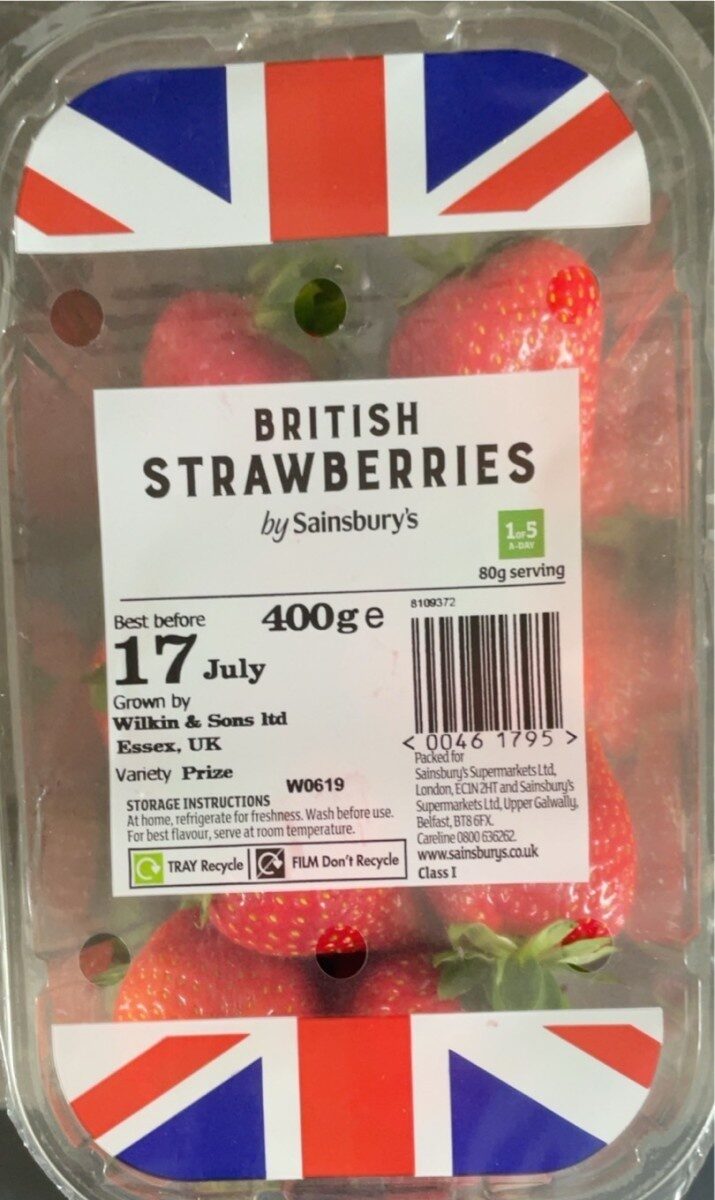 BRITISH
STRAWBERRIES
by Sainsbury's
1 OF 5
A-DAY
80g serving
Best before
400g e
17 July
Grown by
Wilkin & Sons ltd
Essex, UK
Variety Prize
W0619
STORAGE INSTRUCTIONS
At home, refrigerate for freshness. Wash before use.
For best flavour, serve at room temperature.
TRAY Recycle
FILM Don't Recycle
8109372
< 0046 1795 >
Packed for
Sainsbury's Supermarkets Ltd,
London, EC1N 2HT and Sainsbury's
Supermarkets Ltd, Upper Galwally,
Belfast, BT8 6FX.
Careline 0800 636262.
www.sainsburys.co.uk
Class I